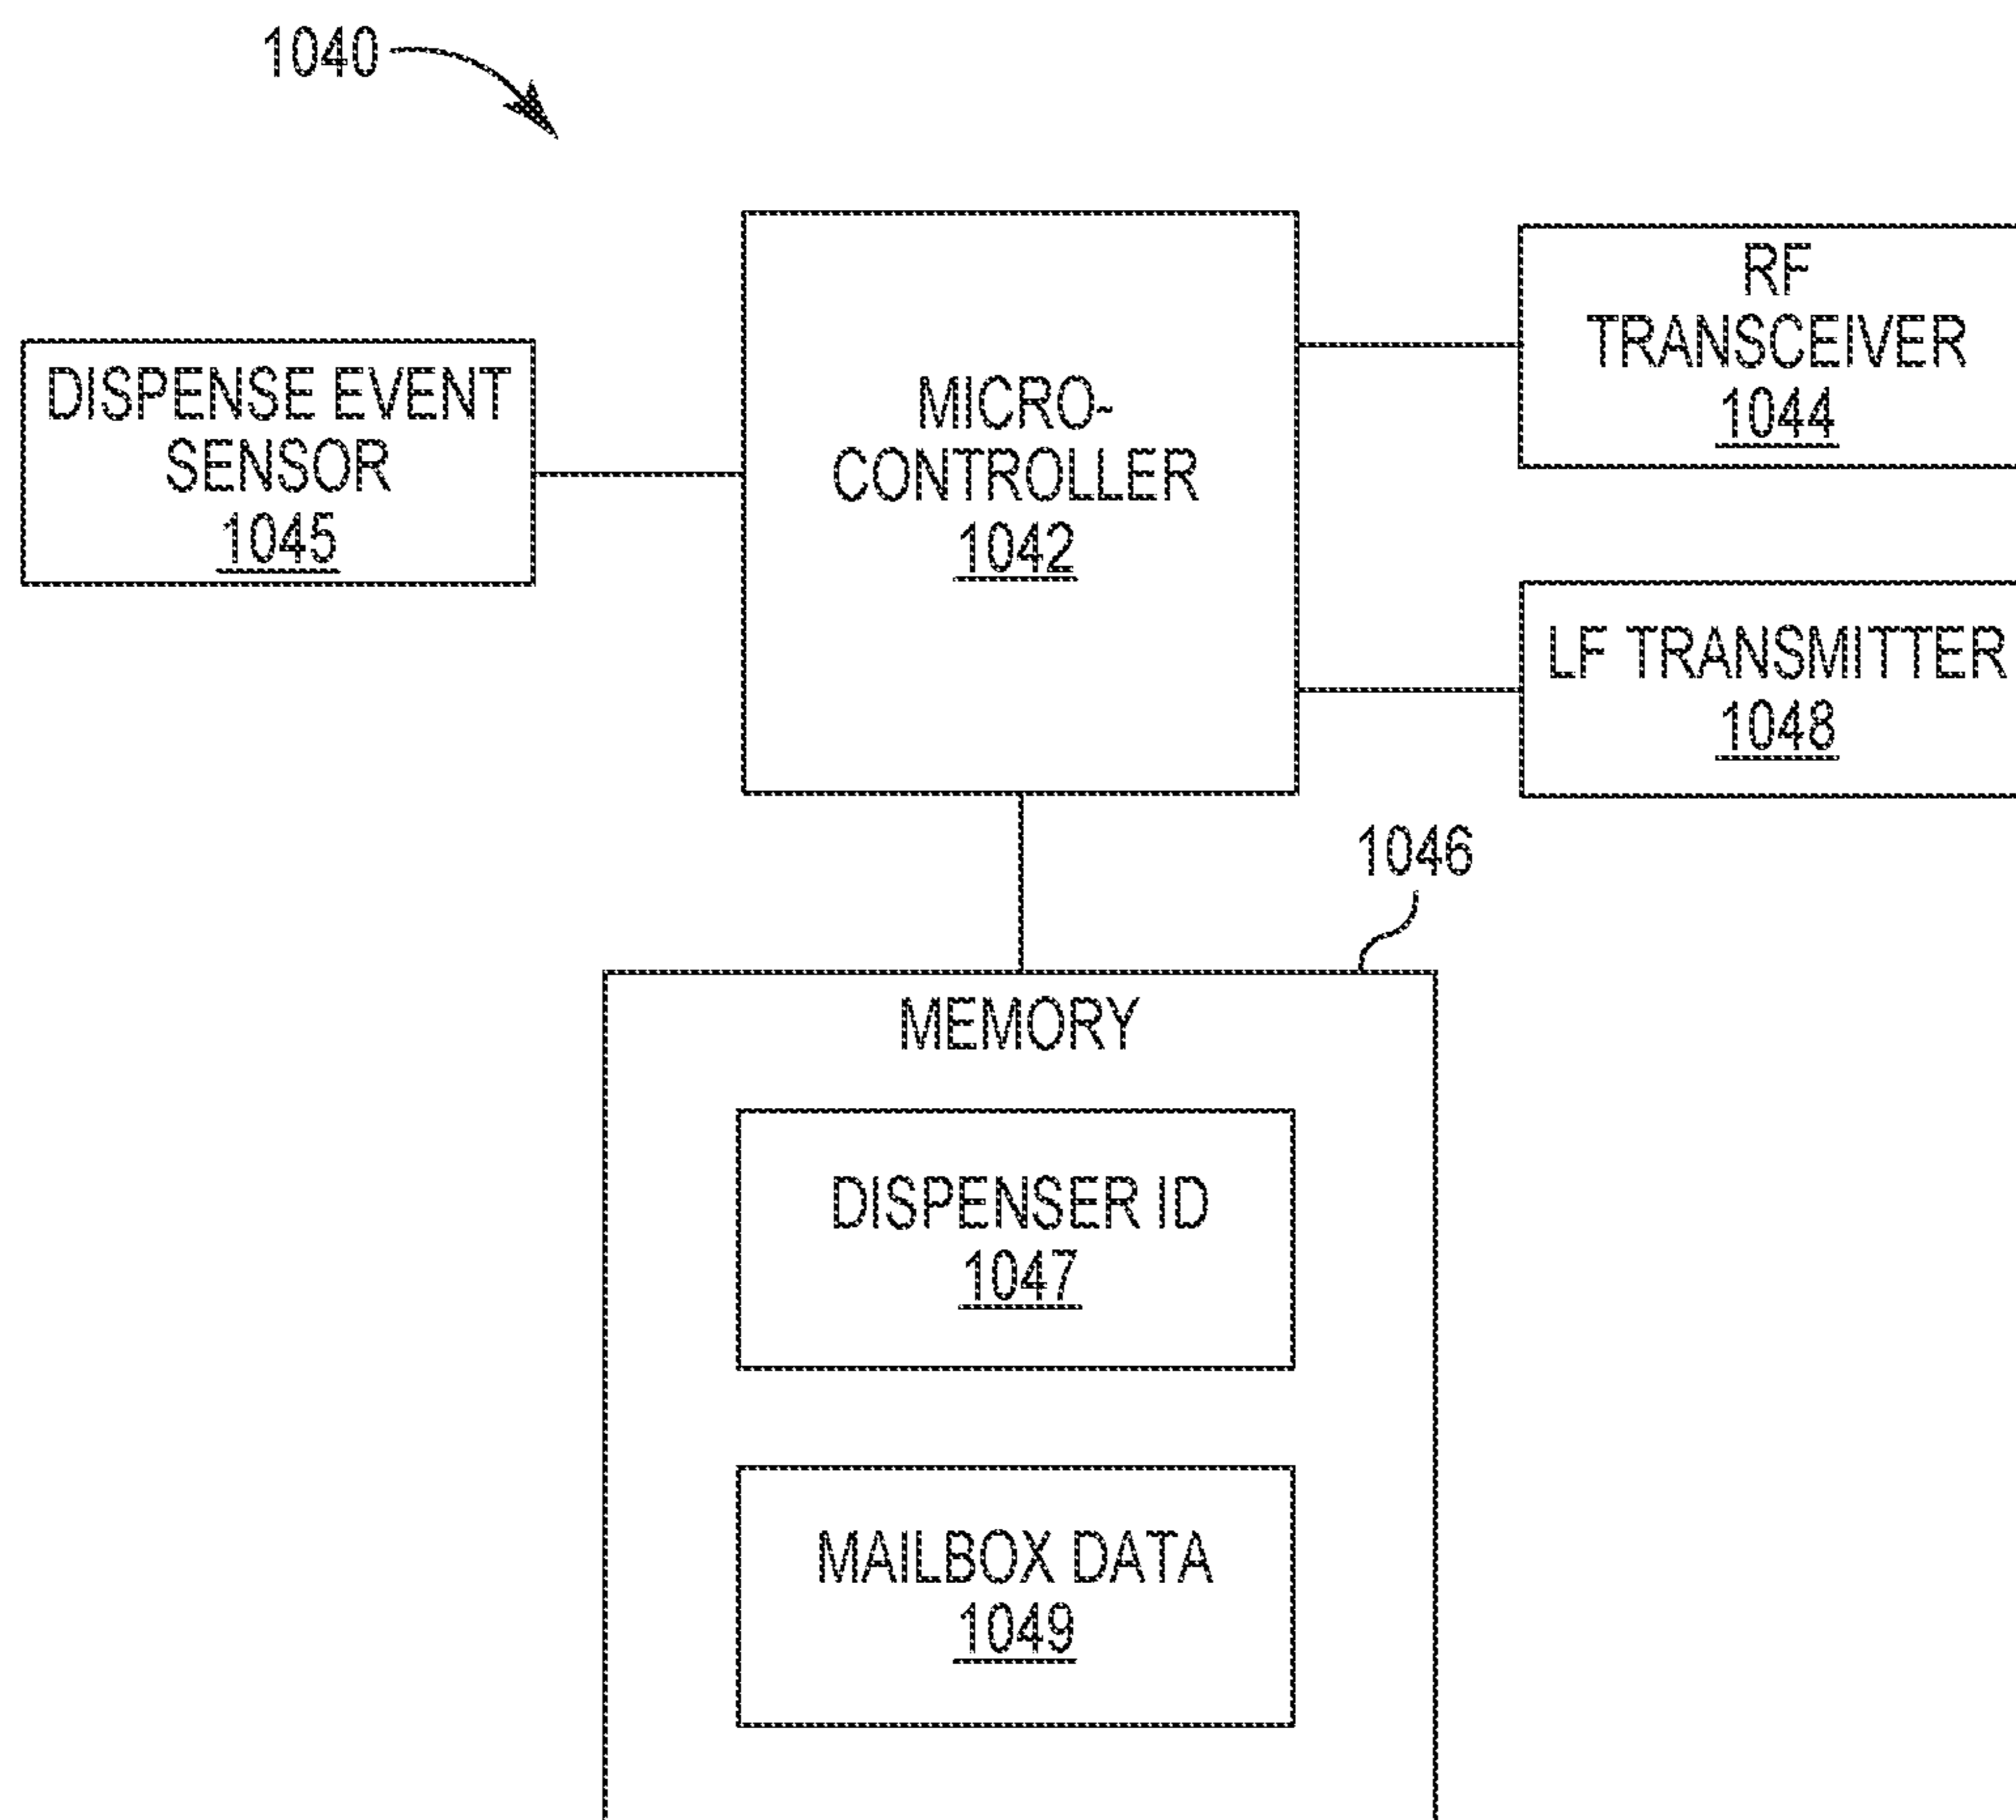 1040
DISPENSE EVENT
SENSOR
1045
MICRO-
CONTROLLER
1042
RF
TRANSCEIVER
1044
LF TRANSMITTER
1048
1046
MEMORY
DISPENSER ID
1047
MAILBOX DATA
1049